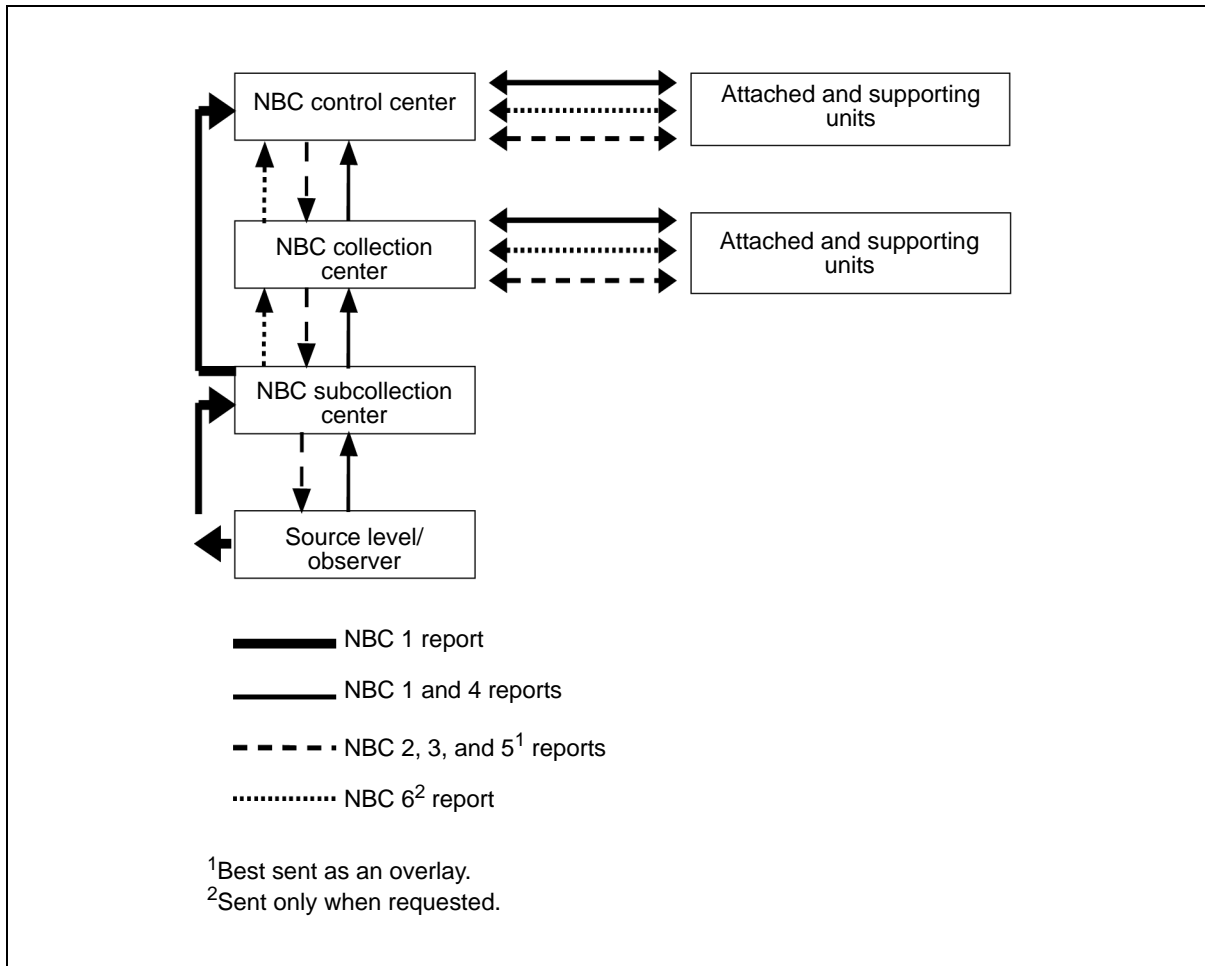 NBC control center
Attached and supporting
units
NBC collection
center
Attached and supporting
units
NBC subcollection
center
Source level/
observer
NBC 1 report
NBC 1 and 4 reports
NBC 2, 3, and 5¹ reports
NBC 6² report
¹Best sent as an overlay.
²Sent only when requested.